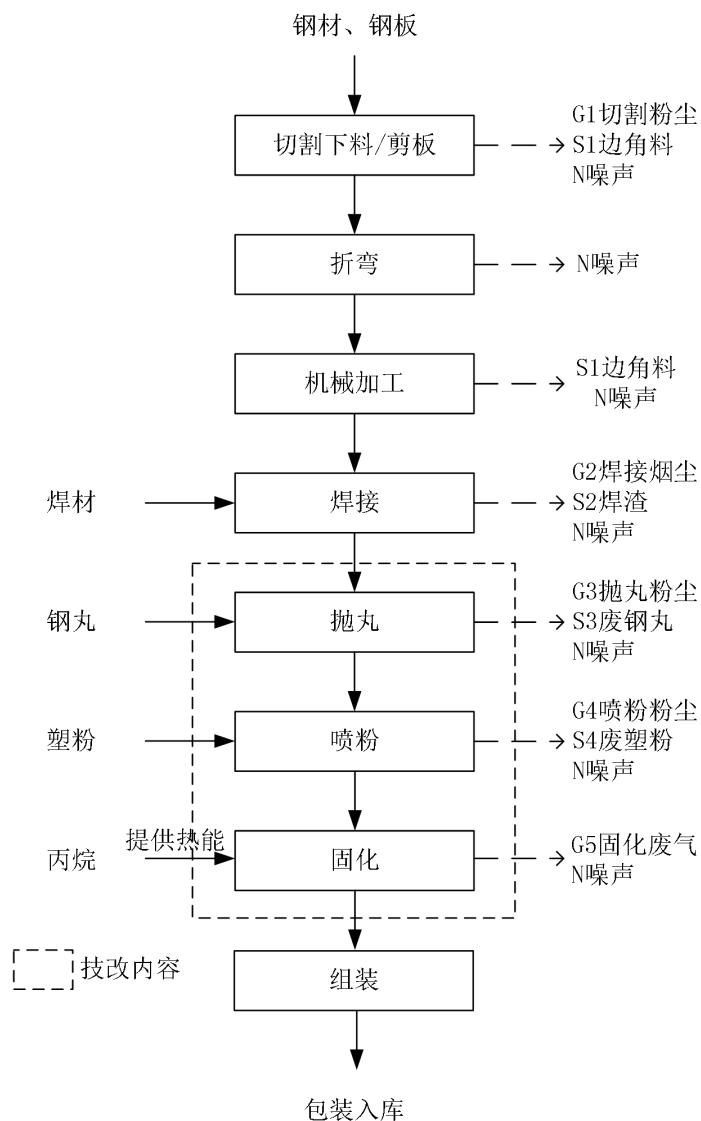 钢材、钢板
切割下料/剪板
G1切割粉尘
S1边角料
N噪声
折弯
N噪声
机械加工
S1边角料
N噪声
焊材
焊接
G2焊接烟尘
S2焊渣
N噪声
钢丸
抛丸
G3抛丸粉尘
S3废钢丸
N噪声
塑粉
喷粉
G4喷粉粉尘
S4废塑粉
N噪声
丙烷
提供热能
固化
G5固化废气
N噪声
技改内容
组装
包装入库